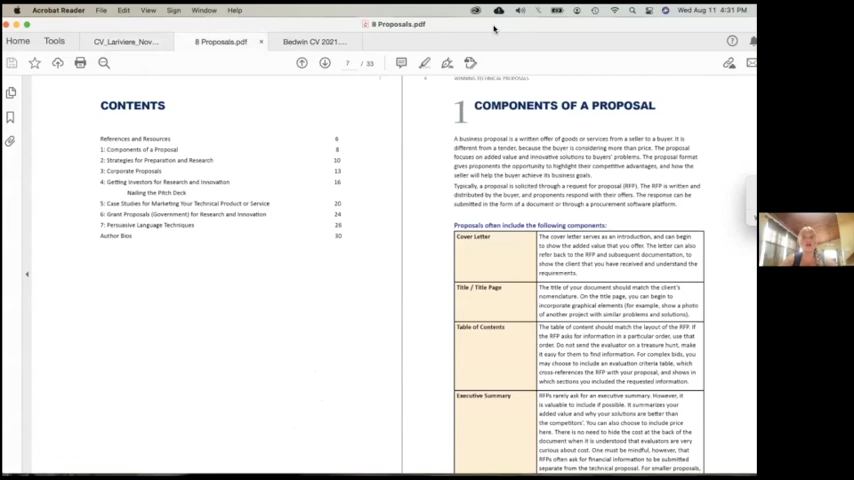 Acrobat Reader File Edit View Sign Window Help
Wed Aug 11 4:31 PM
8 Proposals.pdf
Home Tools CV_Lariviere_Nov... 8 Proposals.pdf × Bedwin CV 2021....
7 / 33
CONTENTS
References and Resources 6
1: Components of a Proposal 8
2: Strategies for Preparation and Research 10
3: Corporate Proposals 13
4: Getting Investors for Research and Innovation 16
Nailing the Pitch Deck
5: Case Studies for Marketing Your Technical Product or Service 20
6: Grant Proposals (Government) for Research and Innovation 24
7: Persuasive Language Techniques 28
Author Bios 30
WINNING TECHNICAL PROPOSALS
1 COMPONENTS OF A PROPOSAL
A business proposal is a written offer of goods or services from a seller to a buyer. It is
different from a tender, because the buyer is considering more than price. The proposal
focuses on added value and innovative solutions to buyers' problems. The proposal format
gives proponents the opportunity to highlight their competitive advantages, and how the
seller will help the buyer achieve its business goals.
Typically, a proposal is solicited through a request for proposal (RFP). The RFP is written and
distributed by the buyer, and proponents respond with their offers. The response can be
submitted in the form of a document or through a procurement software platform.
Proposals often include the following components:
Cover Letter
The cover letter serves as an introduction, and can begin
to show the added value that you offer. The letter can also
refer back to the RFP and subsequent documentation, to
show the client that you have received and understand the
requirements.
Title / Title Page
The title of your document should match the client's
nomenclature. On the title page, you can begin to
incorporate graphical elements (for example, show a photo
of another project with similar problems and solutions).
Table of Contents
The table of content should match the layout of the RFP. If
the RFP asks for information in a particular order, use that
order. Do not send the evaluator on a treasure hunt, make
it easy for them to find information. For complex bids, you
may choose to include an evaluation criteria table, which
cross-references the RFP with your proposal, and shows in
which sections you included the requested information.
Executive Summary
RFPs rarely ask for an executive summary. However, it
is valuable to include if possible. It summarizes your
added value and why your solutions are better than
the competitors'. You can also choose to include price
here. There is no need to hide the cost at the back of the
document when it is understood that evaluators are very
curious about cost. One must be mindful, however, that
RFPs often ask for financial information to be submitted
separate from the technical proposal. For smaller proposals,